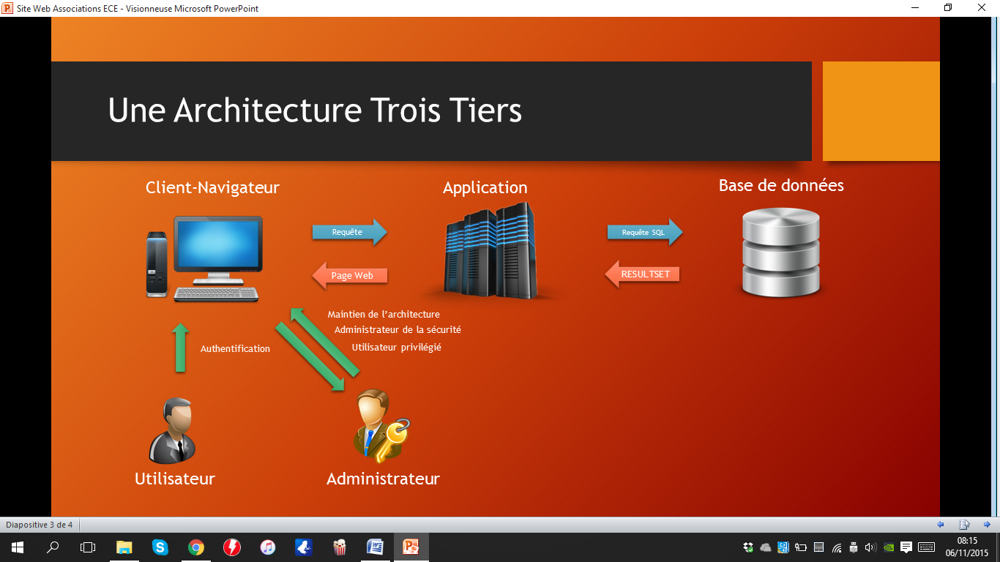 Site Web Associations ECE - Visionneuse Microsoft PowerPoint
Une Architecture Trois Tiers
Client-Navigateur
Application
Base de données
Requête
Requête SQL
Page Web
RESULTSET
Maintien de l'architecture
Administrateur de la sécurité
Utilisateur privilégié
Authentification
Utilisateur
Administrateur
Diapositive 3 de 4
08:15
06/11/2015